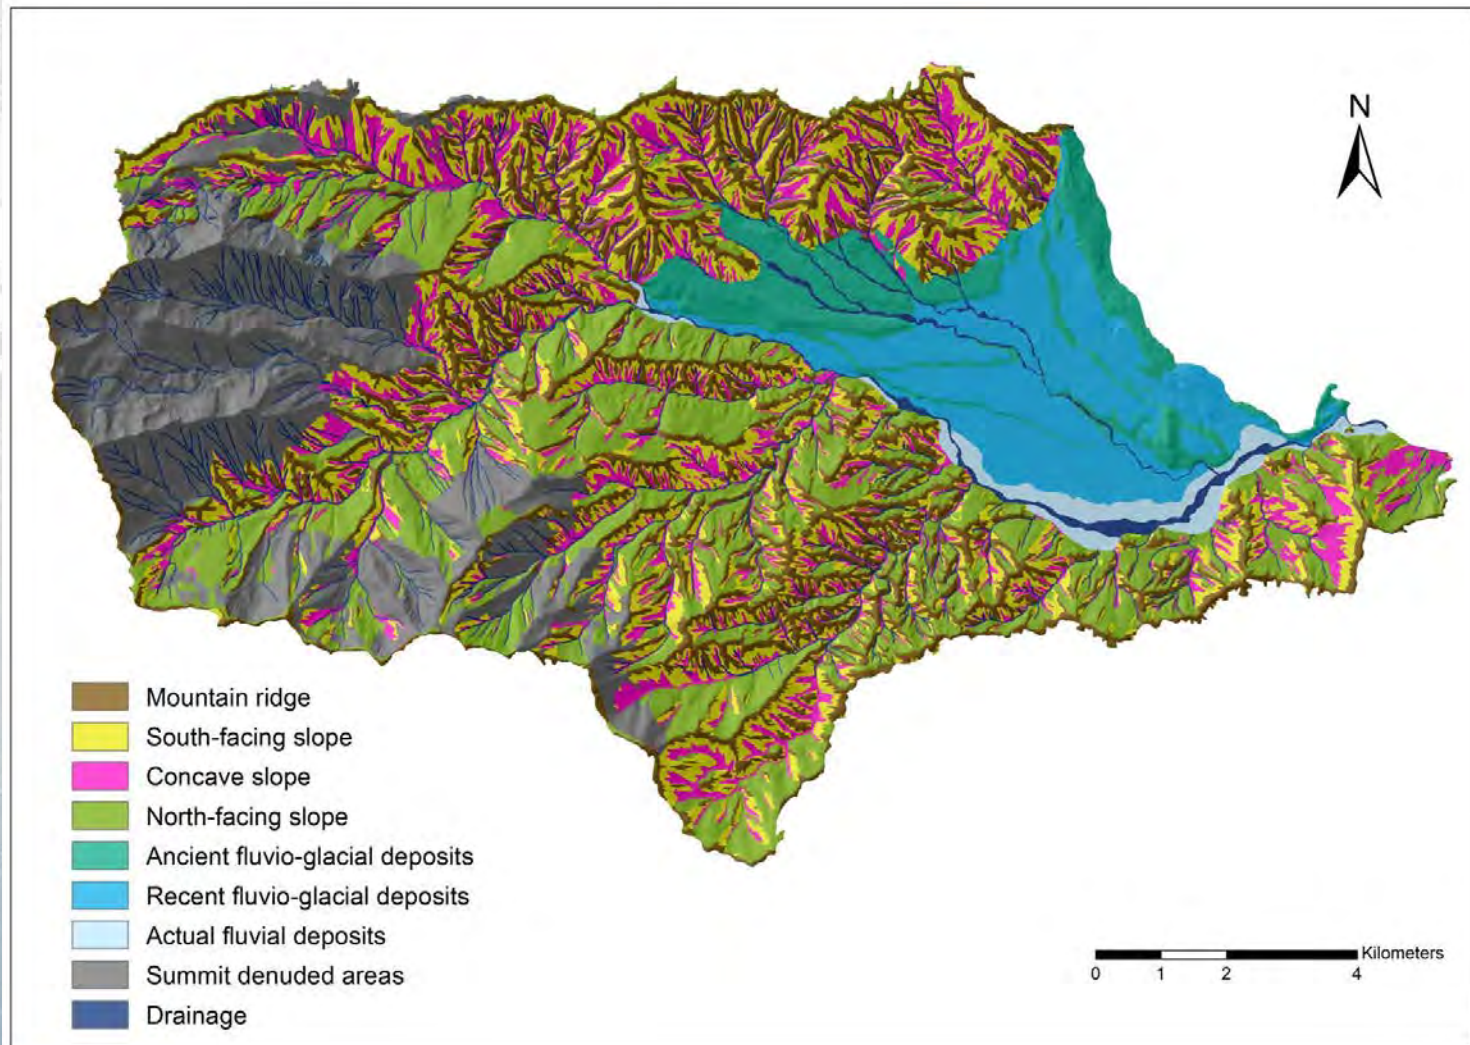 N
Mountain ridge
South-facing slope
Concave slope
North-facing slope
Ancient fluvio-glacial deposits
Recent fluvio-glacial deposits
Actual fluvial deposits
Summit denuded areas
Drainage
Kilometers
0 1 2 4